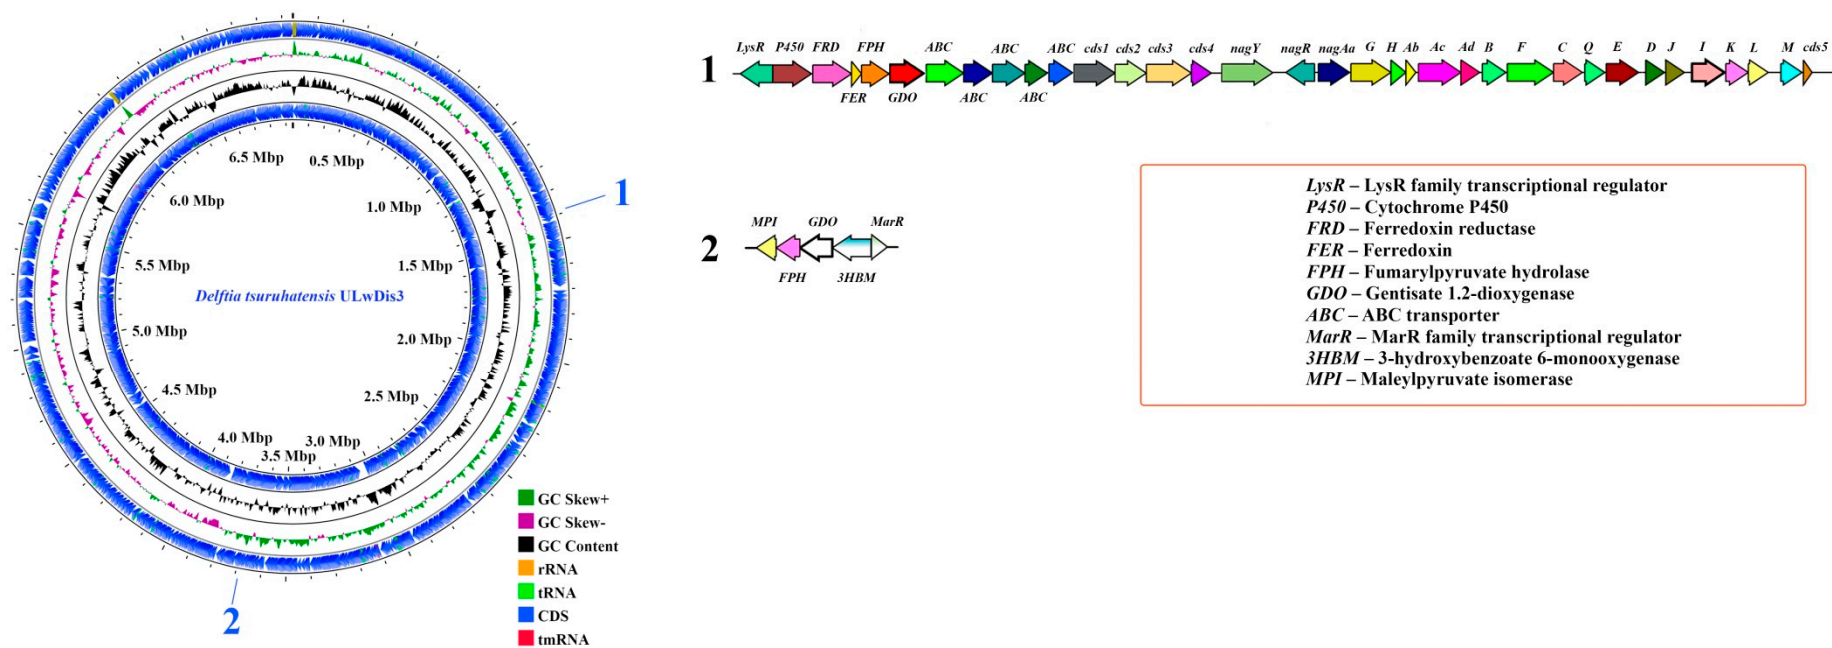 6.5 Mbp
0.5 Mbp
6.0 Mbp
1.0 Mbp
5.5 Mbp
1.5 Mbp
Delftia tsuruhatensis ULwDis3
5.0 Mbp
2.0 Mbp
4.5 Mbp
2.5 Mbp
4.0 Mbp
3.0 Mbp
3.5 Mbp
1
2
GC Skew+
GC Skew-
GC Content
rRNA
tRNA
CDS
tmRNA
LysR P450 FRD FPH ABC ABC ABC cds1 cds2 cds3 cds4 nagY nagR nagAa G H Ab Ac Ad B F C Q E D J I K L M cds5
1
FER GDO ABC ABC
MPI GDO MarR
2
FPH 3HBM
LysR – LysR family transcriptional regulator
P450 – Cytochrome P450
FRD – Ferredoxin reductase
FER – Ferredoxin
FPH – Fumarylpyruvate hydrolase
GDO – Gentisate 1.2-dioxygenase
ABC – ABC transporter
MarR – MarR family transcriptional regulator
3HBM – 3-hydroxybenzoate 6-monooxygenase
MPI – Maleylpyruvate isomerase